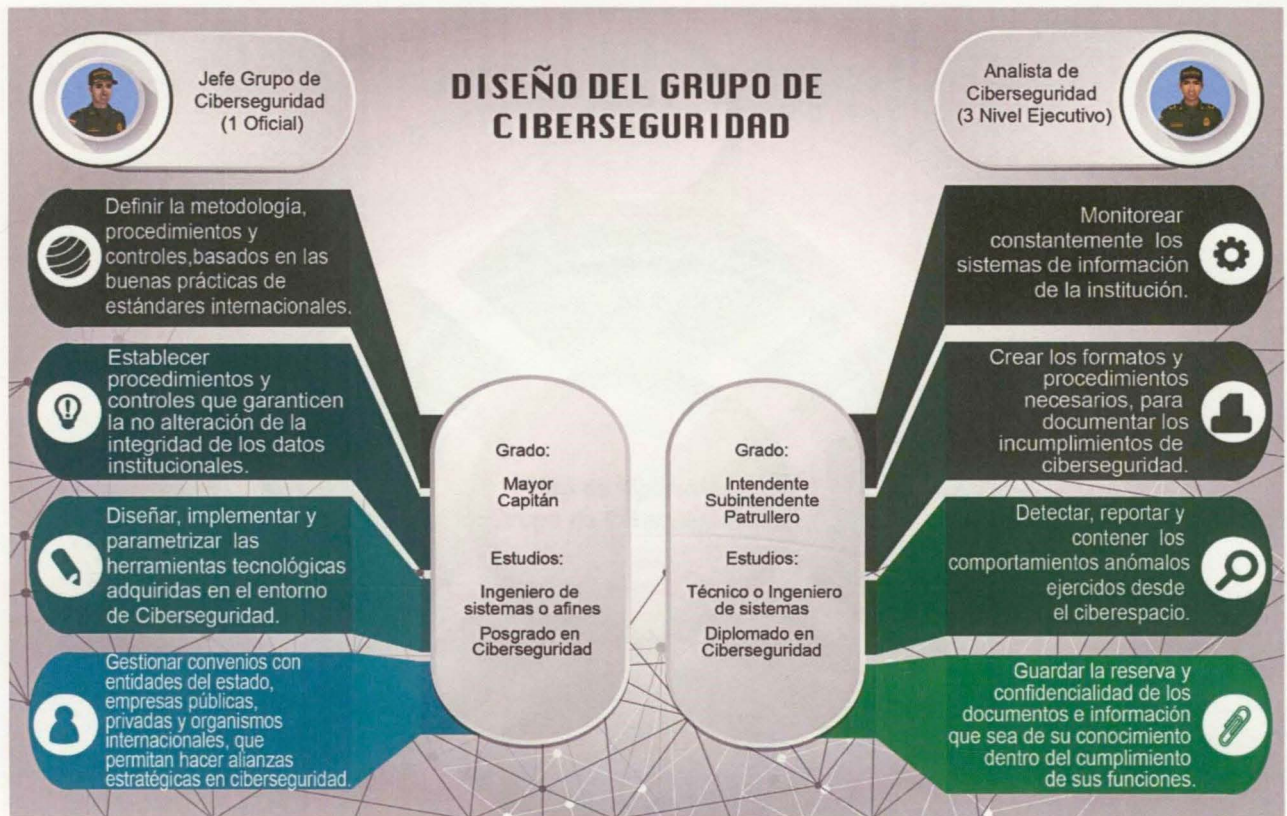 DISEÑO DEL GRUPO DE
CIBERSEGURIDAD
Jefe Grupo de
Ciberseguridad
(1 Oficial)
Definir la metodología,
procedimientos y
controles,basados en las
buenas prácticas de
estándares internacionales.
Establecer
procedimientos y
controles que garanticen
la no alteración de la
integridad de los datos
institucionales.
Diseñar, implementar y
parametrizar las
herramientas tecnológicas
adquiridas en el entorno
de Ciberseguridad.
Gestionar convenios con
entidades del estado,
empresas públicas,
privadas y organismos
internacionales, que
permitan hacer alianzas
estratégicas en ciberseguridad.
Grado:
Mayor
Capitán
Estudios:
Ingeniero de
sistemas o afines
Posgrado en
Ciberseguridad
Analista de
Ciberseguridad
(3 Nivel Ejecutivo)
Grado:
Intendente
Subintendente
Patrullero
Estudios:
Técnico o Ingeniero
de sistemas
Diplomado en
Ciberseguridad
Monitorear
constantemente los
sistemas de información
de la institución.
Crear los formatos y
procedimientos
necesarios, para
documentar los
incumplimientos de
ciberseguridad.
Detectar, reportar y
contener los
comportamientos anómalos
ejercidos desde
el ciberespacio.
Guardar la reserva y
confidencialidad de los
documentos e información
que sea de su conocimiento
dentro del cumplimiento
de sus funciones.